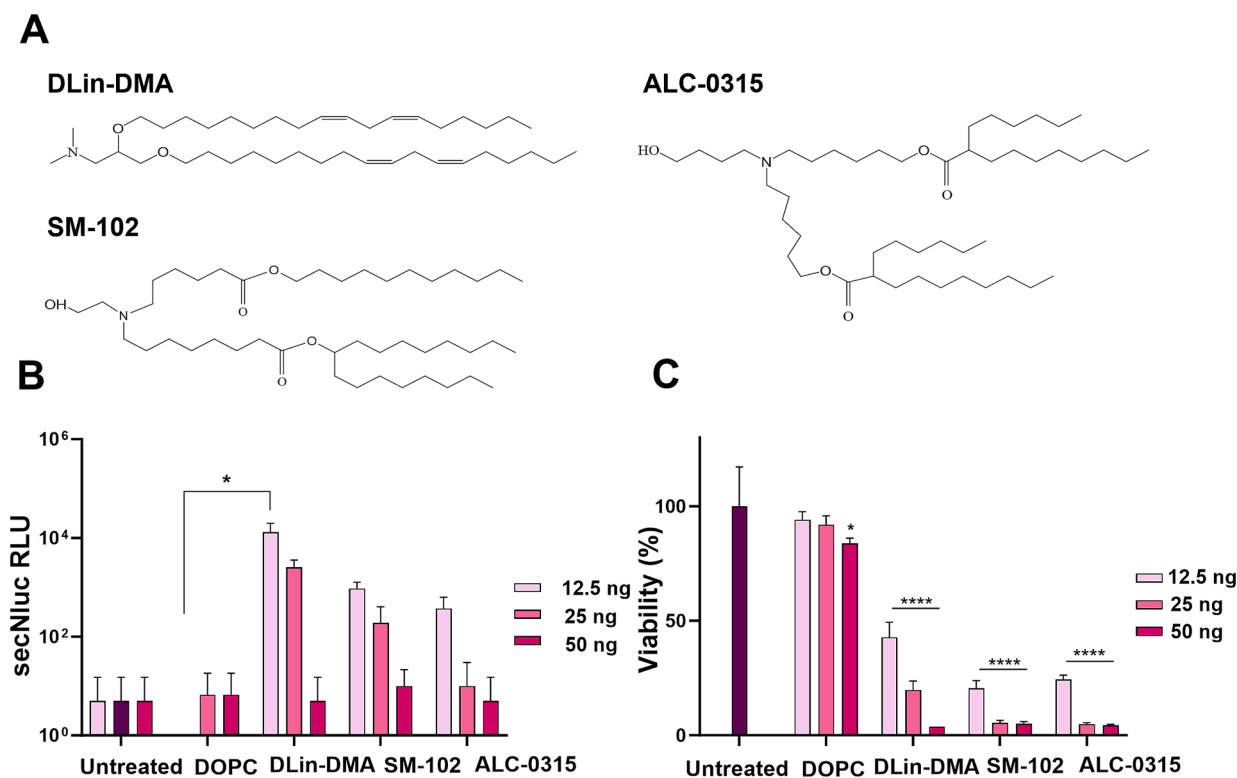 A
DLin-DMA
O
N
O
ALC-0315
HO
N
O
O
O
O
SM-102
O
O
OH
N
O
O
B
secNluc RLU
10⁶
10⁴
10²
10⁰
*
Untreated DOPC DLin-DMA SM-102 ALC-0315
12.5 ng
25 ng
50 ng
C
Viability (%)
100
50
0
*
****
****
****
Untreated DOPC DLin-DMA SM-102 ALC-0315
12.5 ng
25 ng
50 ng